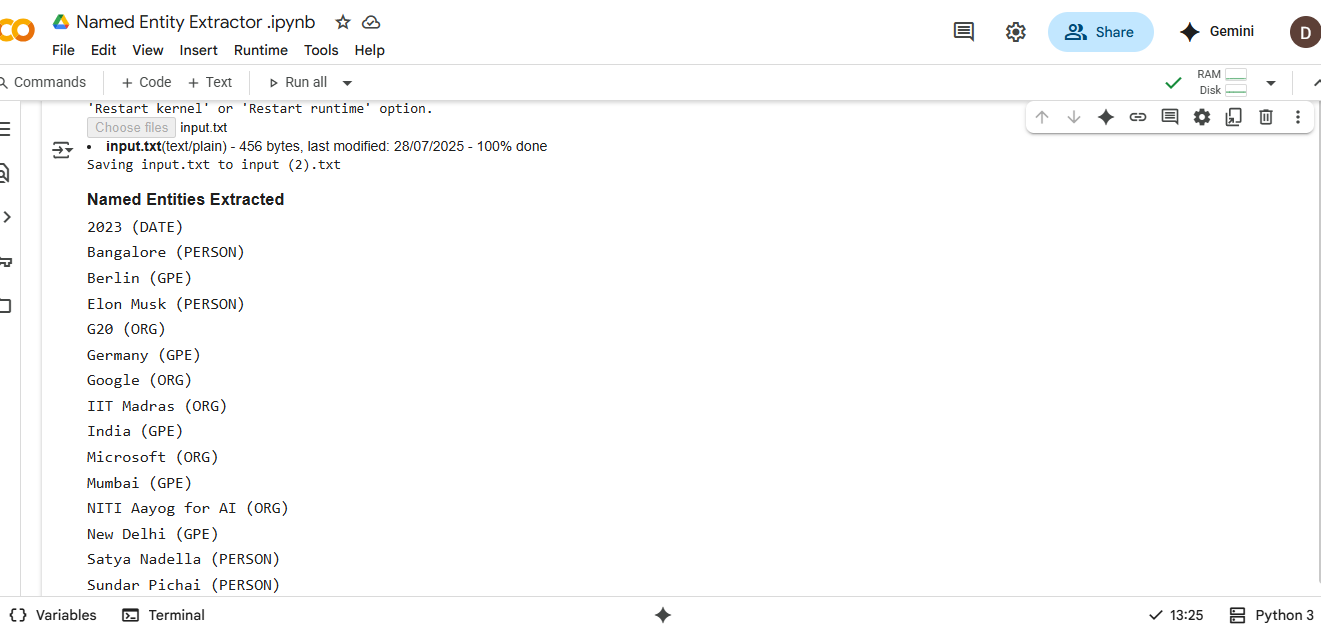 CO Named Entity Extractor .ipynb
File Edit View Insert Runtime Tools Help
Share
Gemini
D
Commands + Code + Text Run all
RAM
Disk
'Restart kernel' or 'Restart runtime' option.
Choose files input.txt
• input.txt(text/plain) - 456 bytes, last modified: 28/07/2025 - 100% done
Saving input.txt to input (2).txt
Named Entities Extracted
2023 (DATE)
Bangalore (PERSON)
Berlin (GPE)
Elon Musk (PERSON)
G20 (ORG)
Germany (GPE)
Google (ORG)
IIT Madras (ORG)
India (GPE)
Microsoft (ORG)
Mumbai (GPE)
NITI Aayog for AI (ORG)
New Delhi (GPE)
Satya Nadella (PERSON)
Sundar Pichai (PERSON)
{} Variables Terminal 13:25 Python 3